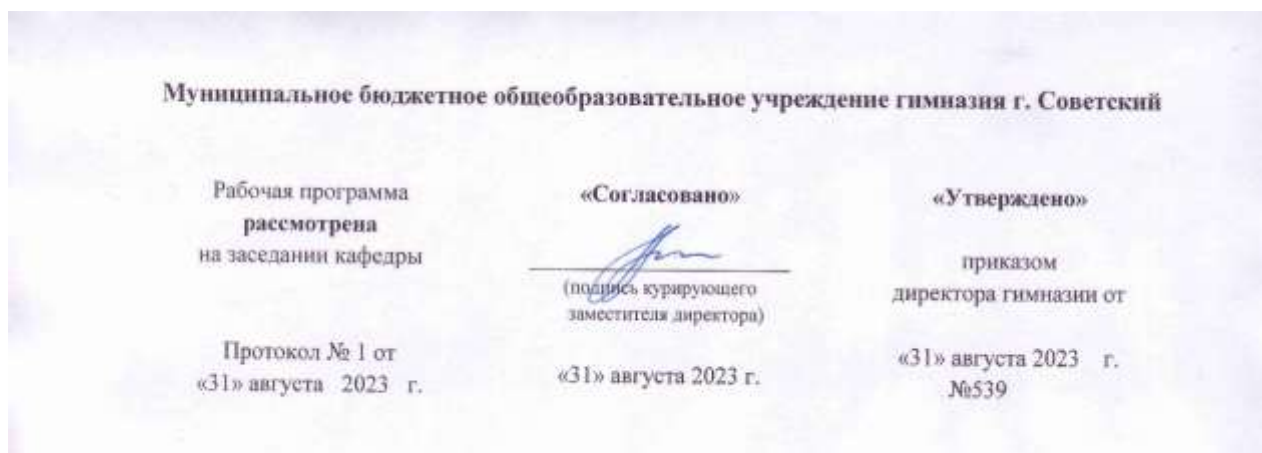 Муниципальное бюджетное общеобразовательное учреждение гимназия г. Советский
Рабочая программа
рассмотрена
на заседании кафедры
Протокол № 1 от
«31» августа 2023 г.
«Согласовано»
(подпись курирующего
заместителя директора)
«31» августа 2023 г.
«Утверждено»
приказом
директора гимназии от
«31» августа 2023 г.
№539